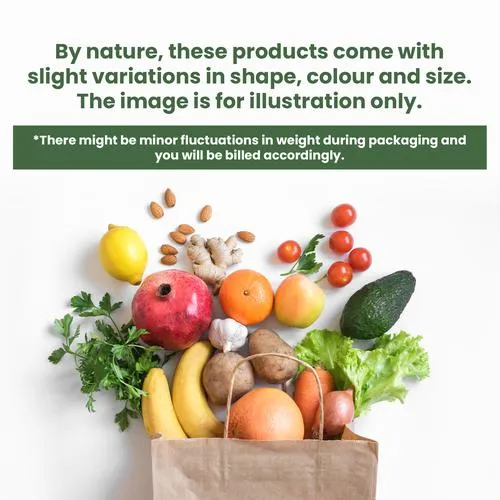 By nature, these products come with
slight variations in shape, colour and size.
The image is for illustration only.
*There might be minor fluctuations in weight during packaging and
you will be billed accordingly.